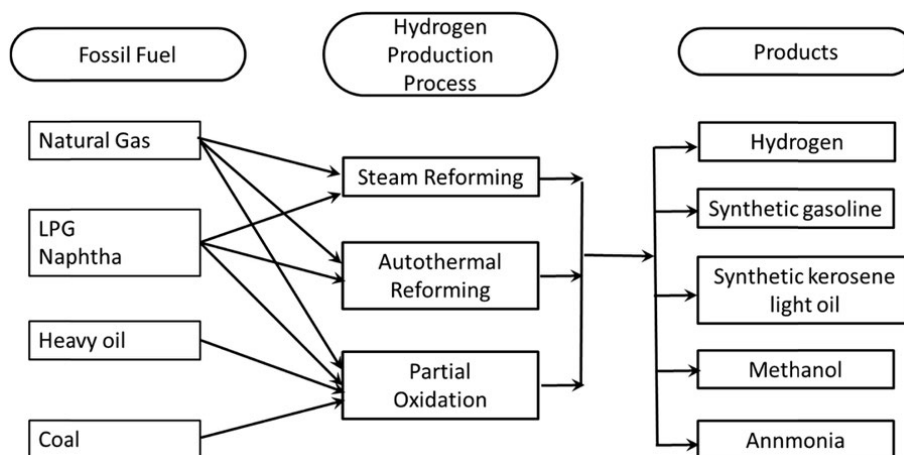 Fossil Fuel
Hydrogen
Production
Process
Products
Natural Gas
LPG
Naphtha
Heavy oil
Coal
Steam Reforming
Autothermal
Reforming
Partial
Oxidation
Hydrogen
Synthetic gasoline
Synthetic kerosene
light oil
Methanol
Annmonia